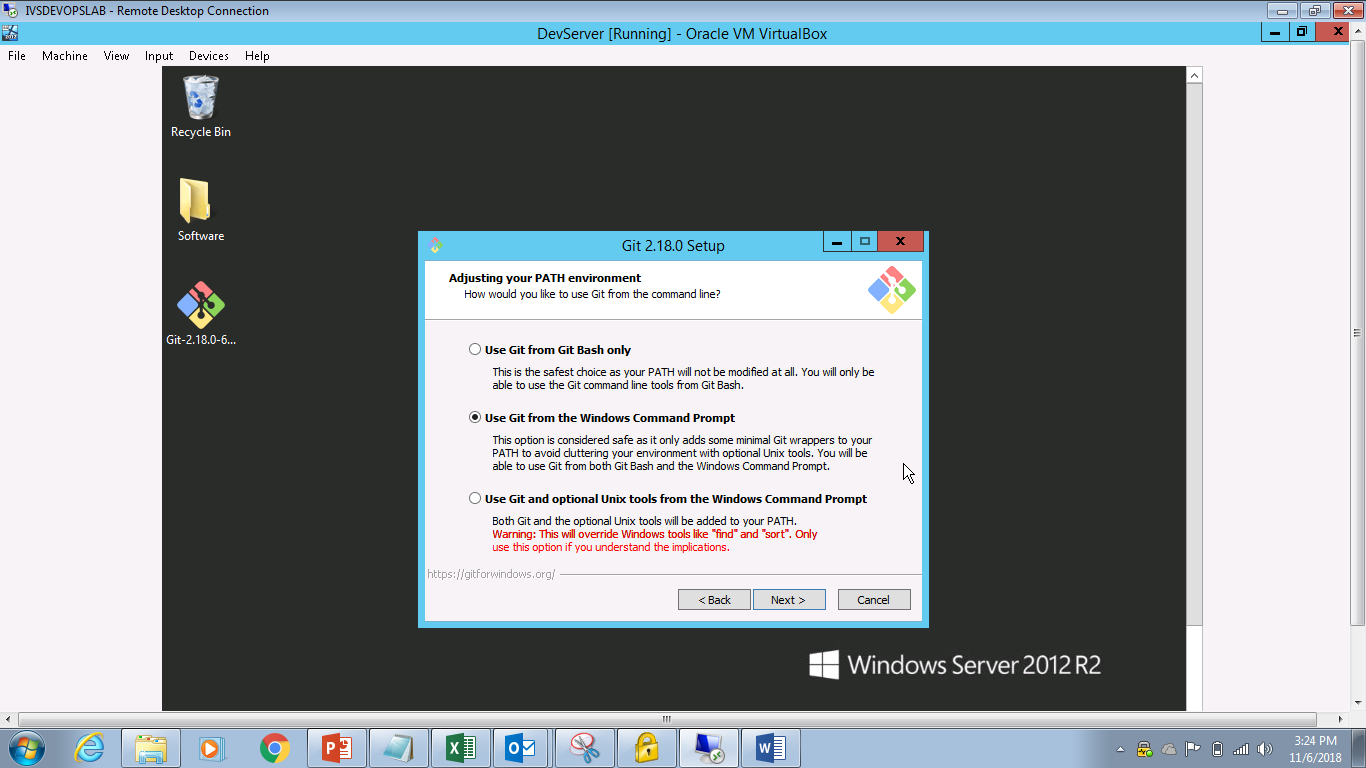 IVSDEVOPSLAB - Remote Desktop Connection
DevServer [Running] - Oracle VM VirtualBox
File Machine View Input Devices Help
Recycle Bin
Software
Git-2.18.0-6...
Git 2.18.0 Setup
Adjusting your PATH environment
How would you like to use Git from the command line?
Use Git from Git Bash only
This is the safest choice as your PATH will not be modified at all. You will only be
able to use the Git command line tools from Git Bash.
Use Git from the Windows Command Prompt
This option is considered safe as it only adds some minimal Git wrappers to your
PATH to avoid cluttering your environment with optional Unix tools. You will be
able to use Git from both Git Bash and the Windows Command Prompt.
Use Git and optional Unix tools from the Windows Command Prompt
Both Git and the optional Unix tools will be added to your PATH.
Warning: This will override Windows tools like "find" and "sort". Only
use this option if you understand the implications.
https://gitforwindows.org/
< Back Next > Cancel
Windows Server 2012 R2
3:24 PM
11/6/2018